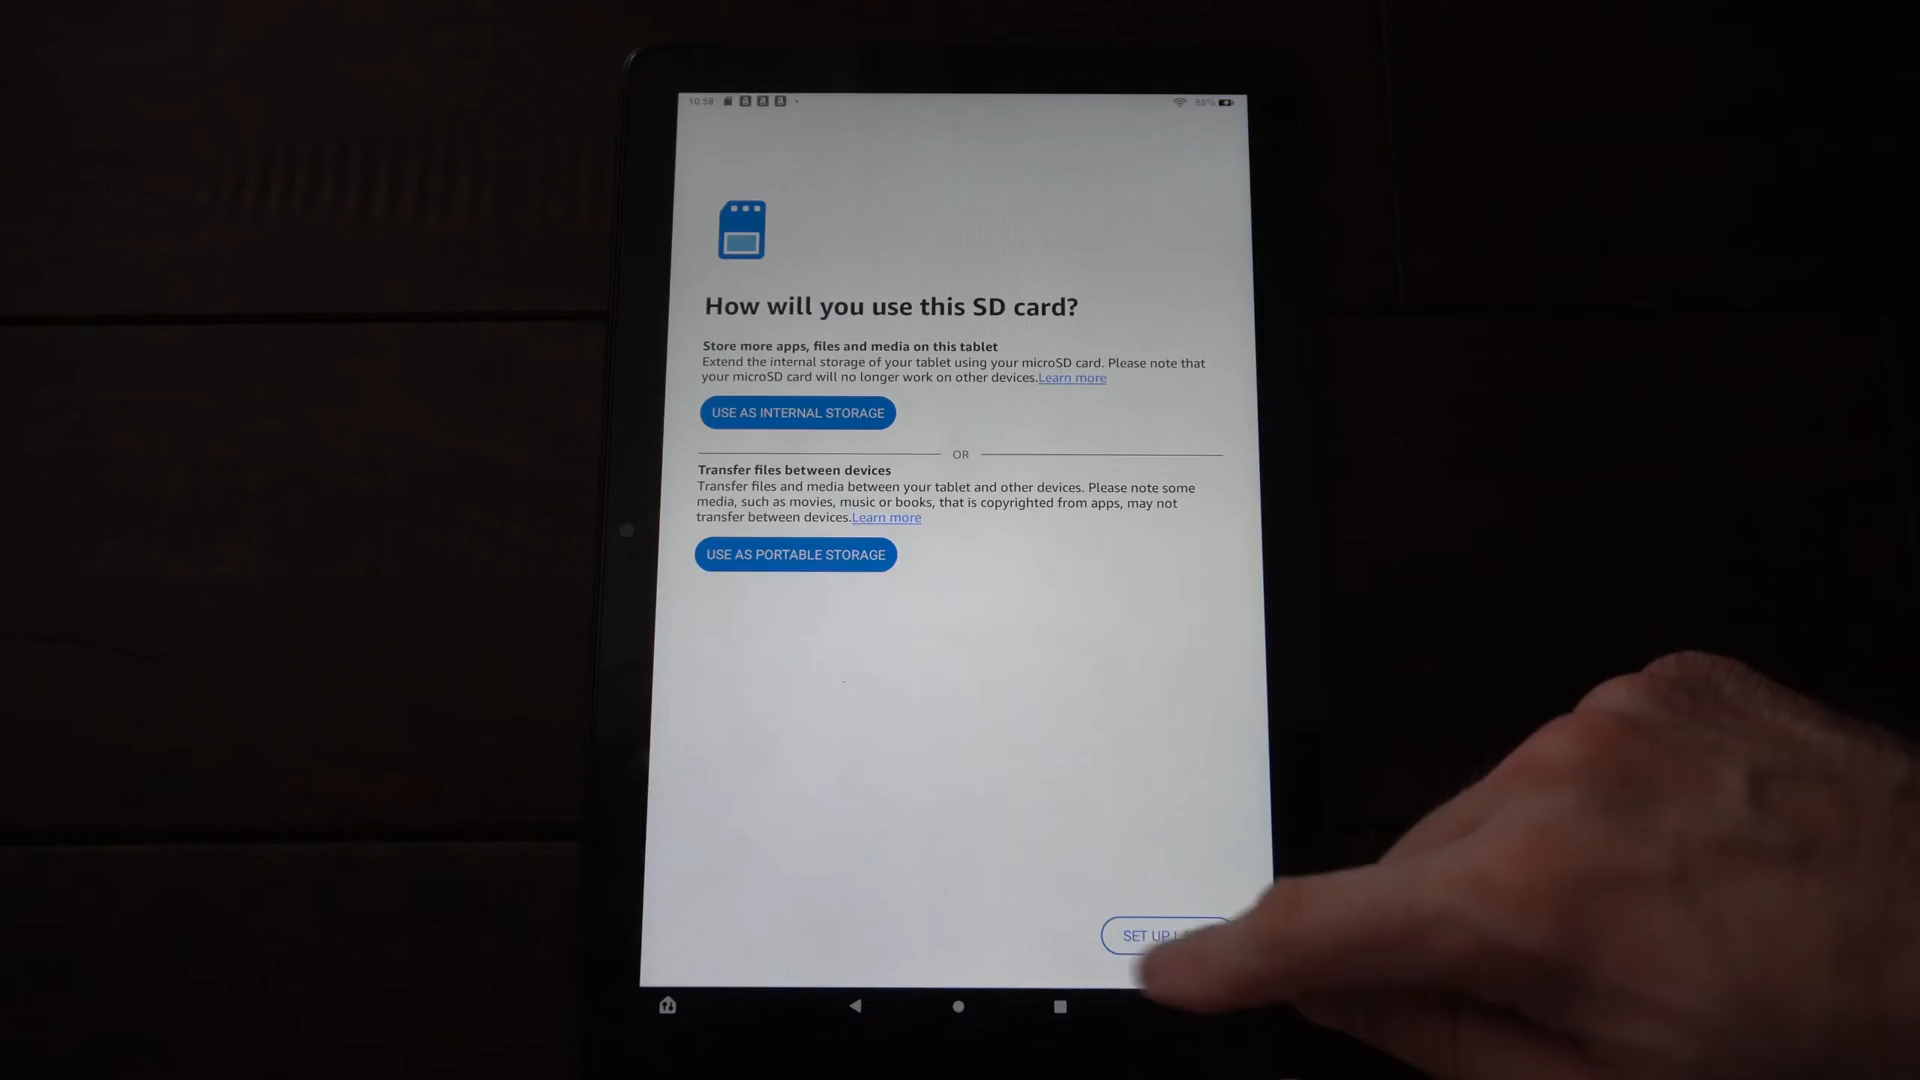 10:58
88%
How will you use this SD card?
Store more apps, files and media on this tablet
Extend the internal storage of your tablet using your microSD card. Please note that
your microSD card will no longer work on other devices.Learn more
USE AS INTERNAL STORAGE
OR
Transfer files between devices
Transfer files and media between your tablet and other devices. Please note some
media, such as movies, music or books, that is copyrighted from apps, may not
transfer between devices.Learn more
USE AS PORTABLE STORAGE
SET UP